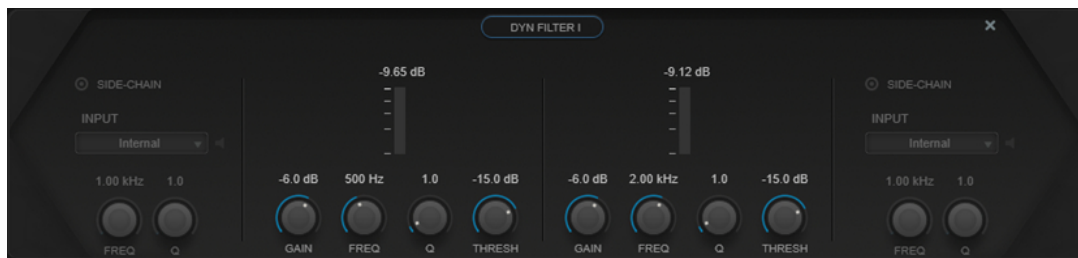 DYN FILTER I
×
-9.65 dB
-9.12 dB
SIDE-CHAIN
SIDE-CHAIN
INPUT
INPUT
Internal
Internal
1.00 kHz 1.0
-6.0 dB 500 Hz 1.0 -15.0 dB
-6.0 dB 2.00 kHz 1.0 -15.0 dB
1.00 kHz 1.0
FREQ Q
GAIN FREQ Q THRESH
GAIN FREQ Q THRESH
FREQ Q